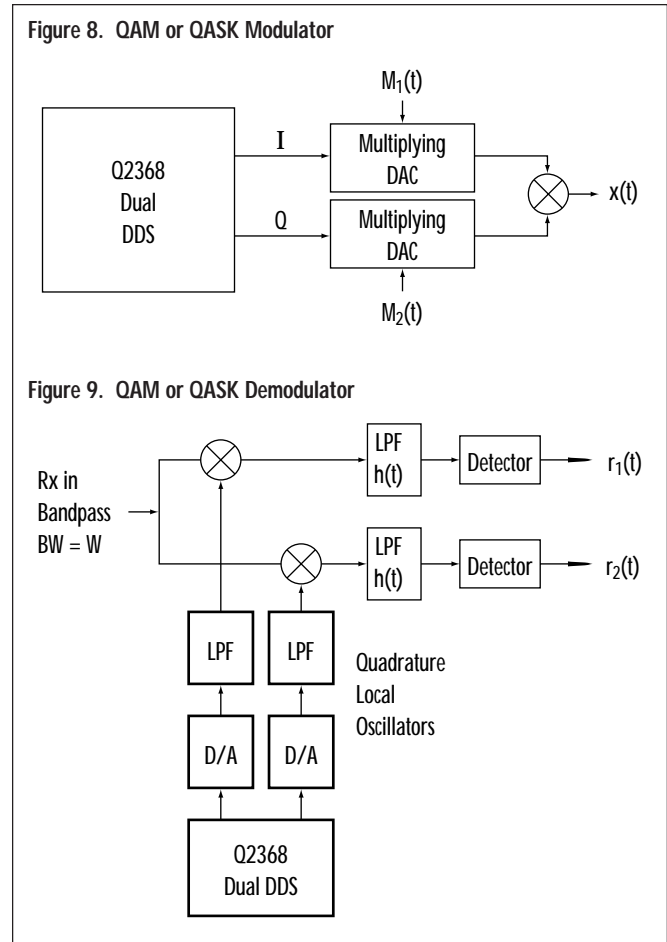 Figure 8. QAM or QASK Modulator
M₁(t)
I
Multiplying
DAC
Q2368
Dual
DDS
x(t)
Q
Multiplying
DAC
M₂(t)
Figure 9. QAM or QASK Demodulator
LPF
h(t)
Detector
r₁(t)
Rx in
Bandpass
BW = W
LPF
h(t)
Detector
r₂(t)
LPF
LPF
Quadrature
Local
Oscillators
D/A
D/A
Q2368
Dual DDS